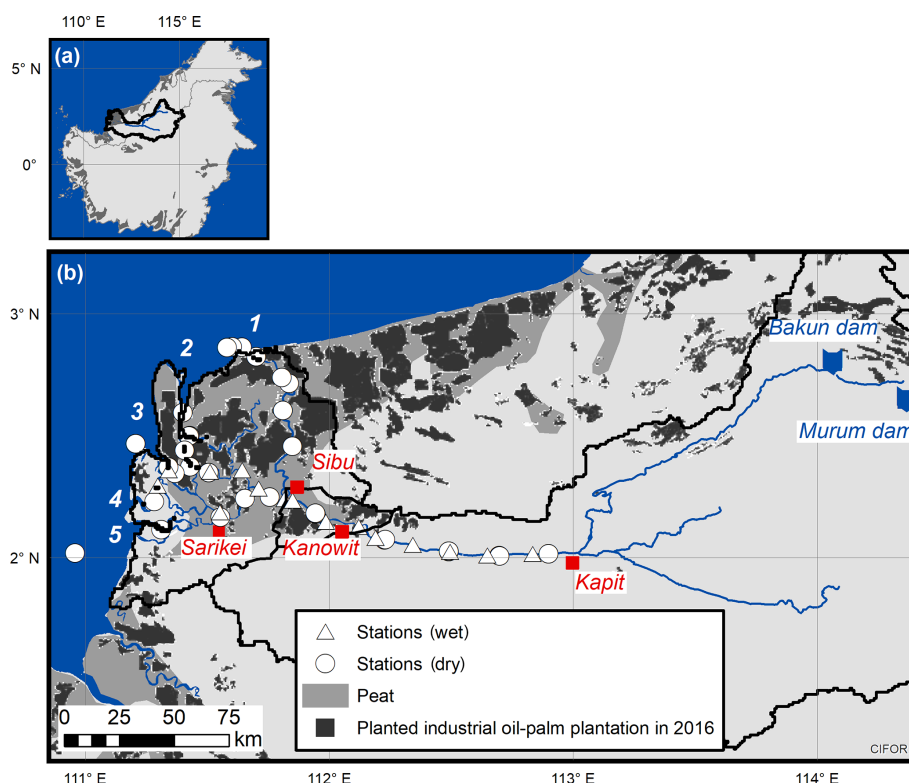 110° E
115° E
(a)
5° N
0°
(b)
3° N
1
2
3
4
5
Bakun dam
Murum dam
Sibu
2° N
Sarikei
Kanowit
Kapit
Stations (wet)
Stations (dry)
Peat
Planted industrial oil-palm plantation in 2016
0 25 50 75
km
CIFOR
111° E
112° E
113° E
114° E